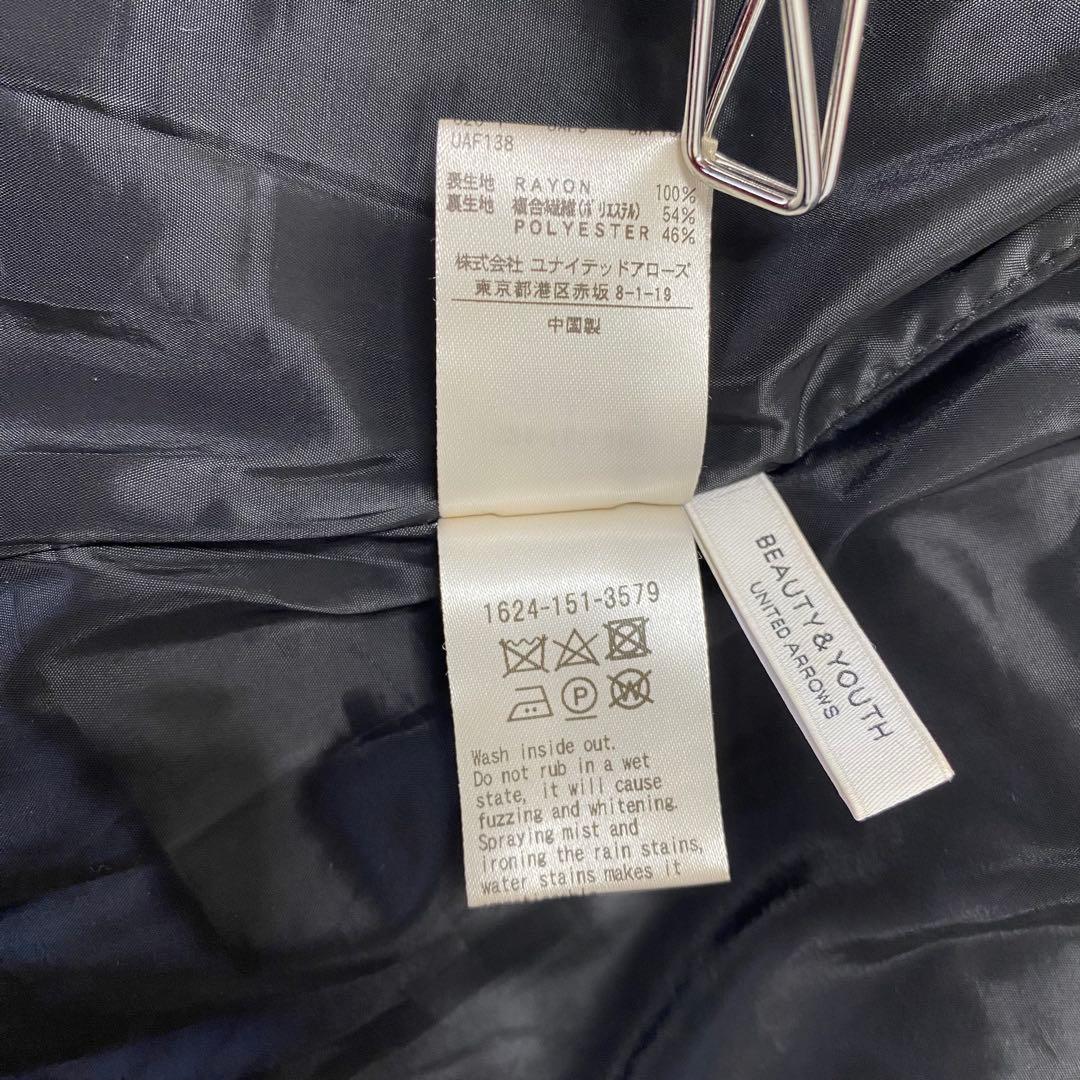 UAF138
表生地 RAYON 100%
裏生地 複合繊維(ポリエステル) 54%
POLYESTER 46%
株式会社 ユナイテッドアローズ
東京都港区赤坂 8-1-19
中国製
1624-151-3579
P
W
Wash inside out.
Do not rub in a wet
state, it will cause
fuzzing and whitening.
Spraying mist and
ironing the rain stains,
water stains makes it
BEAUTY & YOUTH
UNITED ARROWS